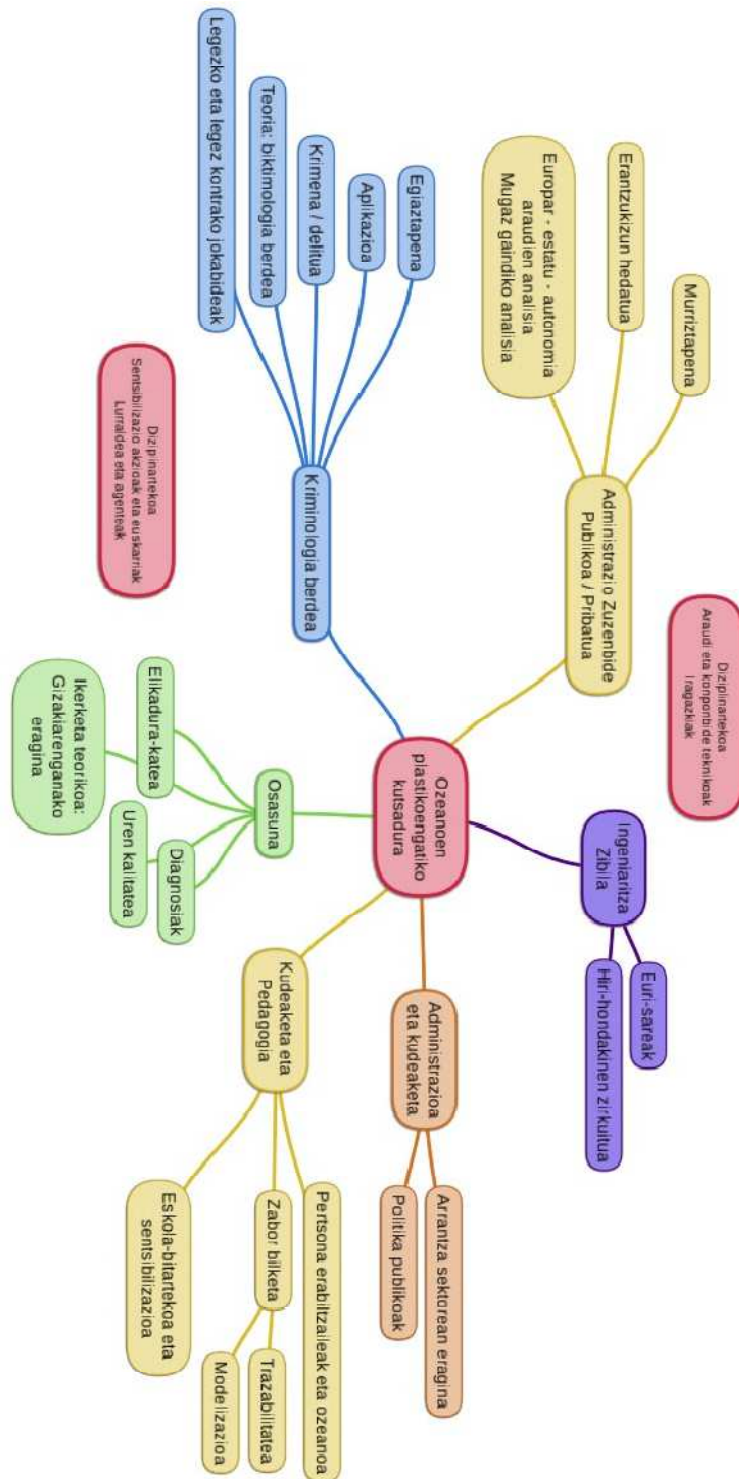 Murriztapena
Erantzukizun hedatua
Europar - estatu - autonomia
araudien analisia
Mugaz gaindiko analisia
Administrazio Zuzenbide
Publikoa / Pribatua
Egiaztapena
Aplikazioa
Krimena / delitua
Teoria: biktimologia berdea
Legezko eta legez kontrako jokabideak
Kriminologia berdea
Dizipinartekoa
Sentsibilizazio akzioak eta euskarriak
Lurraldea eta agenteak
Diziplinartekoa
Araudi eta konponbide teknikoak
Iragazkiak
Ozeanoen
plastikoengatiko
kutsadura
Ingeniaritza
Zibila
Euri-sareak
Hiri-hondakinen zirkuitua
Administrazioa
eta kudeaketa
Arrantza sektorean eragina
Politika publikoak
Kudeaketa eta
Pedagogia
Pertsona erabiltzaileak eta ozeanoa
Zabor bilketa
Trazabilitatea
Modelizazioa
Eskola-bitartekoa eta
sentsibilizazioa
Osasuna
Elikadura-katea
Ikerketa teorikoa:
Gizakiarenganako
eragina
Diagnosiak
Uren kalitatea